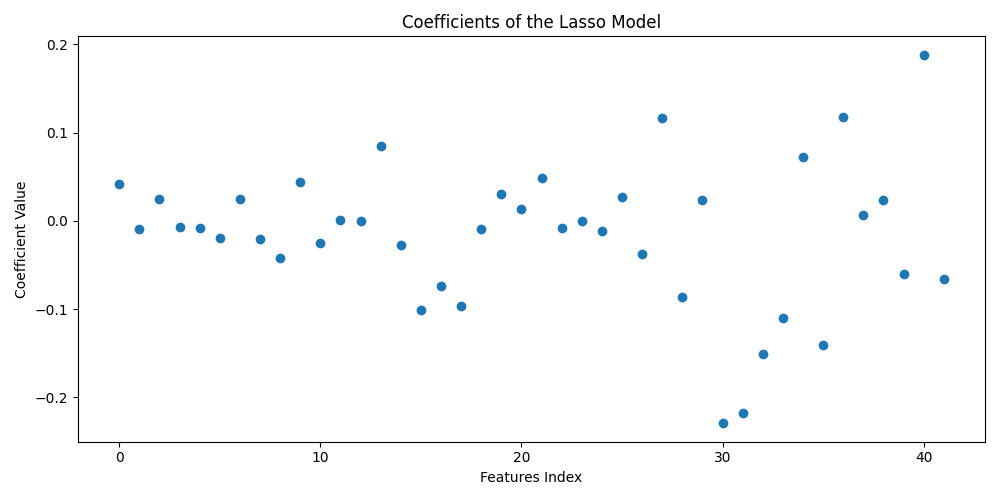 Coefficients of the Lasso Model
0.2
0.1
0.0
−0.1
−0.2
Coefficient Value
0 10 20 30 40
Features Index